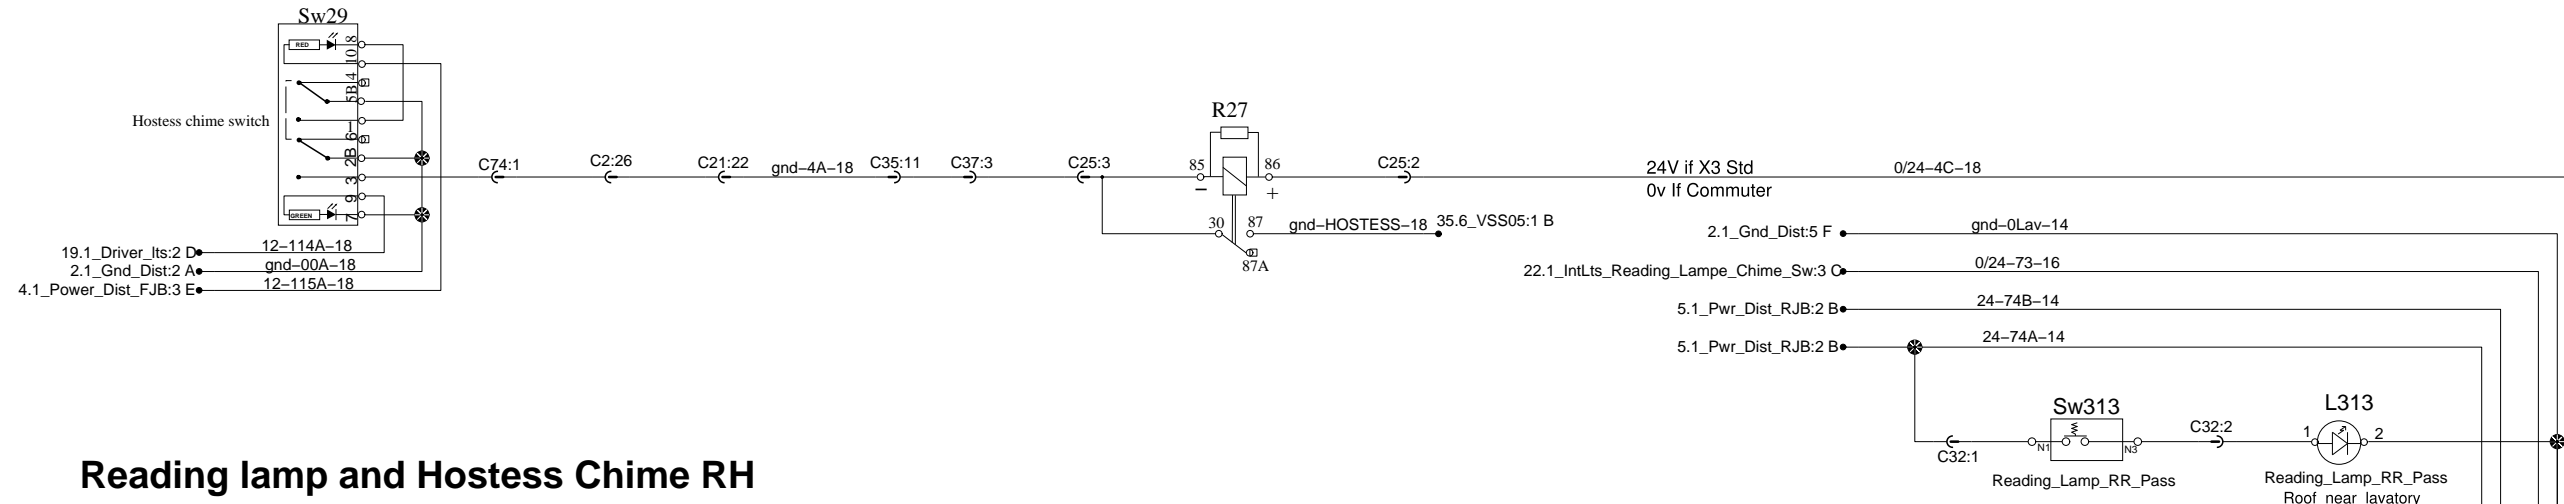 Sw29
RED
8
10
4
5B
1
6
2B
3
9
GREEN
7
Hostess chime switch
19.1_Driver_lts:2 D
12–114A–18
2.1_Gnd_Dist:2 A
gnd–00A–18
4.1_Power_Dist_FJB:3 E
12–115A–18
C74:1
C2:26
C21:22
gnd–4A–18
C35:11
C37:3
C25:3
R27
85
86
–
+
30
87
87A
gnd–HOSTESS–18
35.6_VSS05:1 B
C25:2
24V if X3 Std
0v If Commuter
0/24–4C–18
2.1_Gnd_Dist:5 F
gnd–0Lav–14
22.1_IntLts_Reading_Lampe_Chime_Sw:3 C
0/24–73–16
5.1_Pwr_Dist_RJB:2 B
24–74B–14
5.1_Pwr_Dist_RJB:2 B
24–74A–14
C32:1
Sw313
N1
N3
Reading_Lamp_RR_Pass
C32:2
L313
1
2
Reading_Lamp_RR_Pass
Roof near lavatory
Reading lamp and Hostess Chime RH